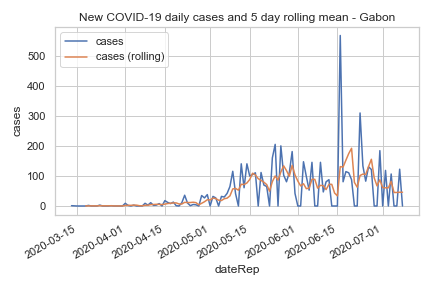 New COVID-19 daily cases and 5 day rolling mean - Gabon
cases
cases (rolling)
500
400
300
200
100
0
cases
2020-03-15
2020-04-01
2020-04-15
2020-05-01
2020-05-15
2020-06-01
2020-06-15
2020-07-01
dateRep